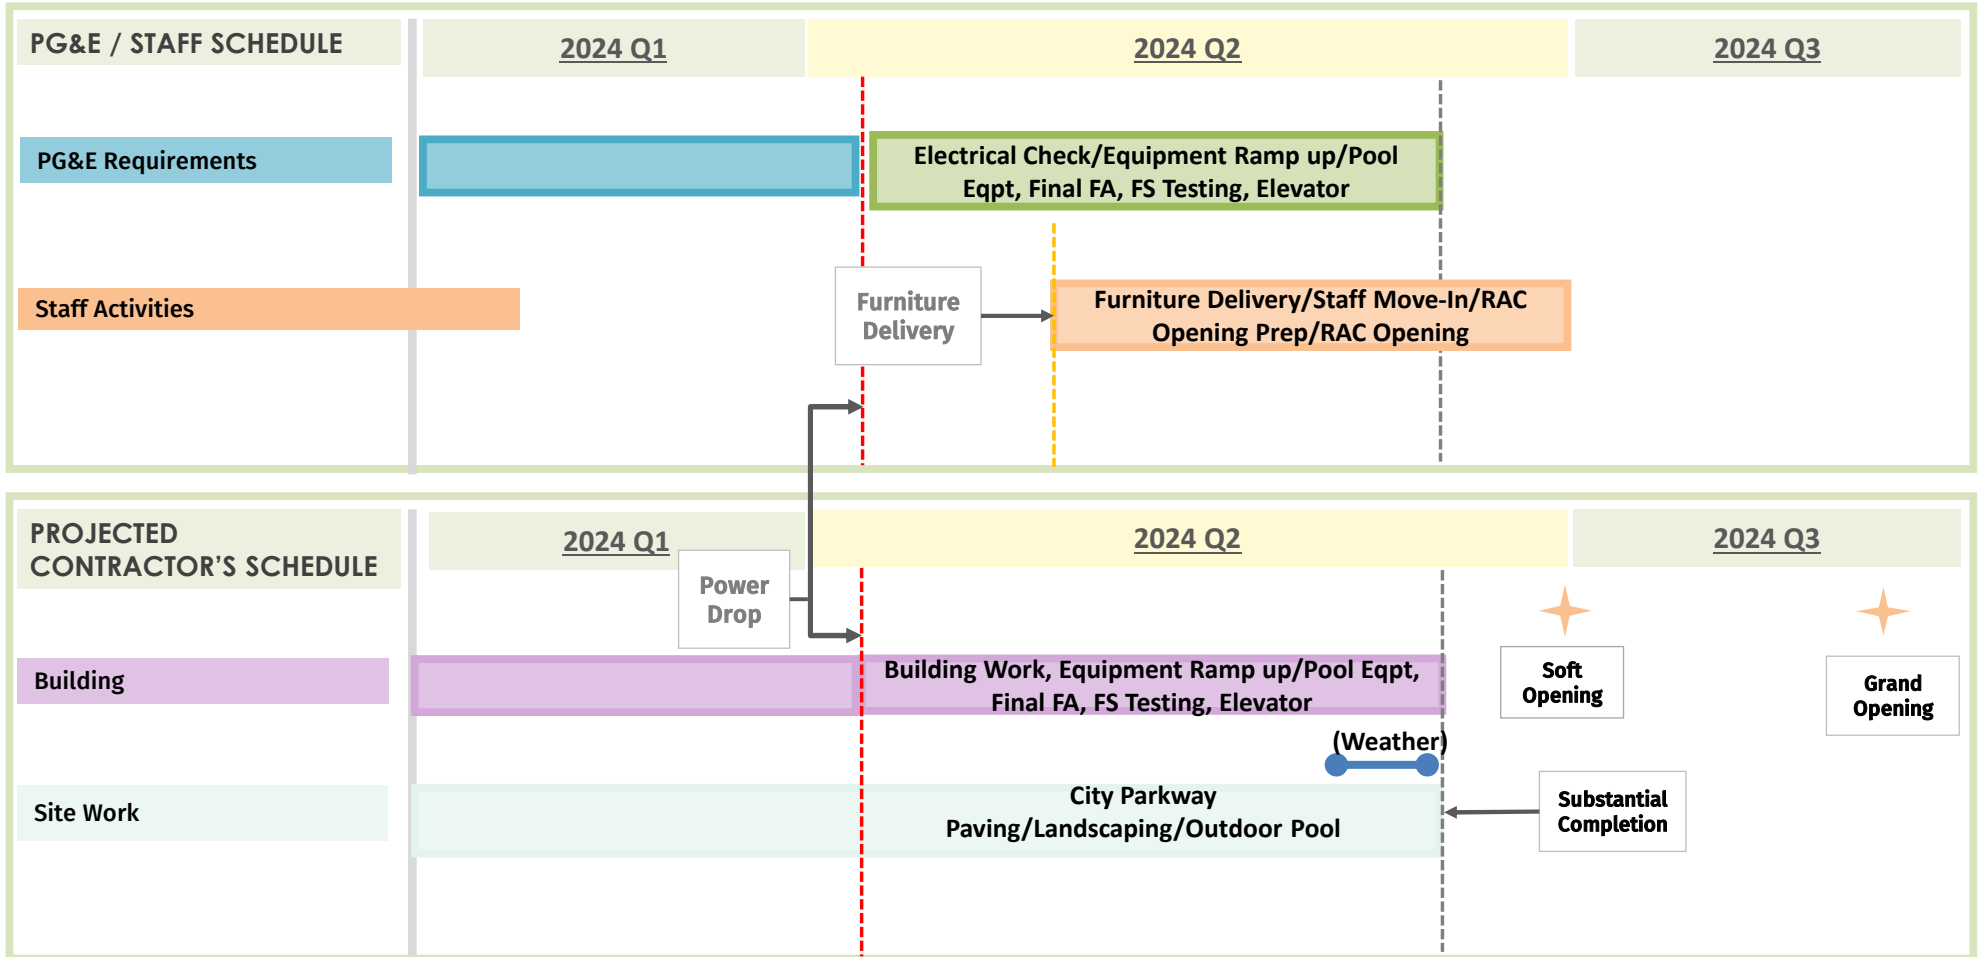 PG&E / STAFF SCHEDULE
2024 Q1
2024 Q2
2024 Q3
PG&E Requirements
Electrical Check/Equipment Ramp up/Pool
Eqpt, Final FA, FS Testing, Elevator
Staff Activities
Furniture
Delivery
Furniture Delivery/Staff Move-In/RAC
Opening Prep/RAC Opening
PROJECTED
CONTRACTOR'S SCHEDULE
2024 Q1
2024 Q2
2024 Q3
Power
Drop
Building
Building Work, Equipment Ramp up/Pool Eqpt,
Final FA, FS Testing, Elevator
Soft
Opening
Grand
Opening
(Weather)
Site Work
City Parkway
Paving/Landscaping/Outdoor Pool
Substantial
Completion